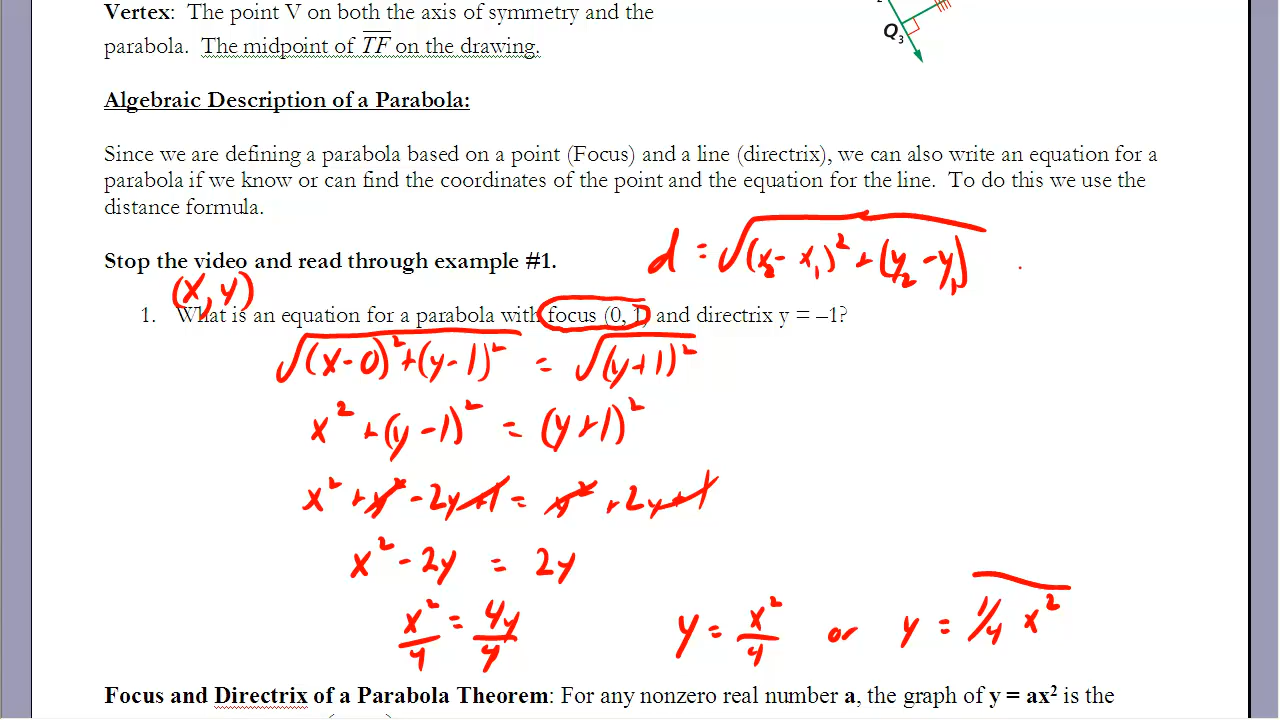 Vertex: The point V on both the axis of symmetry and the
parabola. The midpoint of TF on the drawing.
Q₃
Algebraic Description of a Parabola:
Since we are defining a parabola based on a point (Focus) and a line (directrix), we can also write an equation for a
parabola if we know or can find the coordinates of the point and the equation for the line. To do this we use the
distance formula.
d = √(x₂ - x₁)² + (y₂ - y₁)
Stop the video and read through example #1.
(x, y)
1. What is an equation for a parabola with focus (0, 1) and directrix y = –1?
√(x-0)² + (y-1)² = √(y+1)²
x² + (y-1)² = (y+1)²
x² + y² - 2y + 1 = y² + 2y + 1
x² - 2y = 2y
x²/4 = 4y/4 y = x²/4 or y = 1/4 x²
Focus and Directrix of a Parabola Theorem: For any nonzero real number a, the graph of y = ax² is the